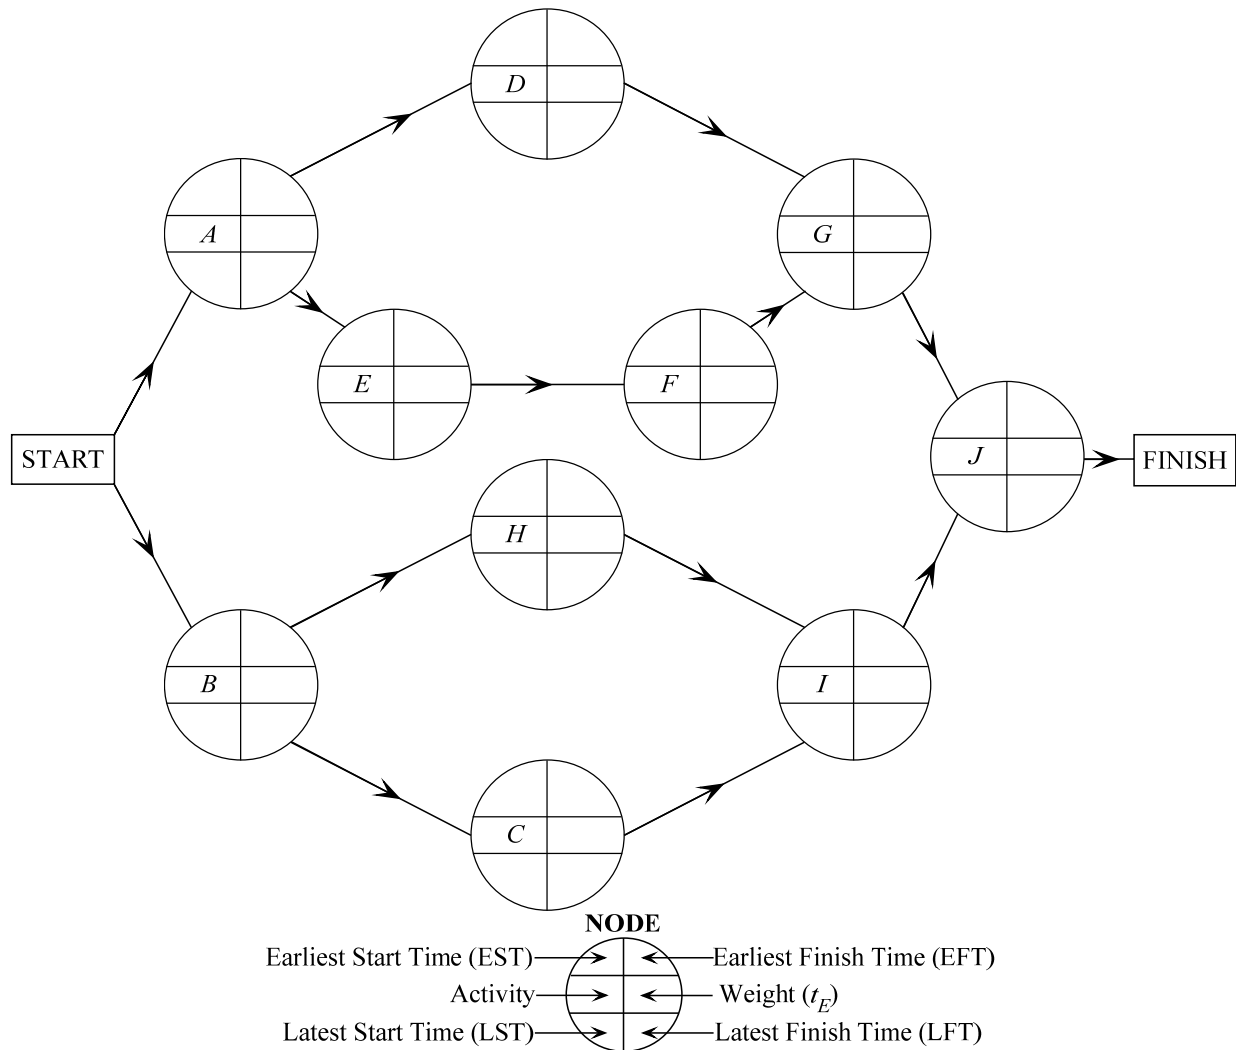 D
A
G
E
F
START
J
FINISH
H
B
I
C
NODE
Earliest Start Time (EST)
Earliest Finish Time (EFT)
Activity
Weight (t_E)
Latest Start Time (LST)
Latest Finish Time (LFT)